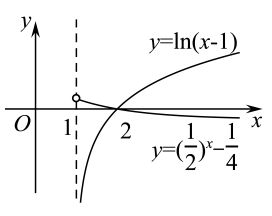 y
y=ln(x-1)
O
1
2
x
y=(1/2)^x-1/4